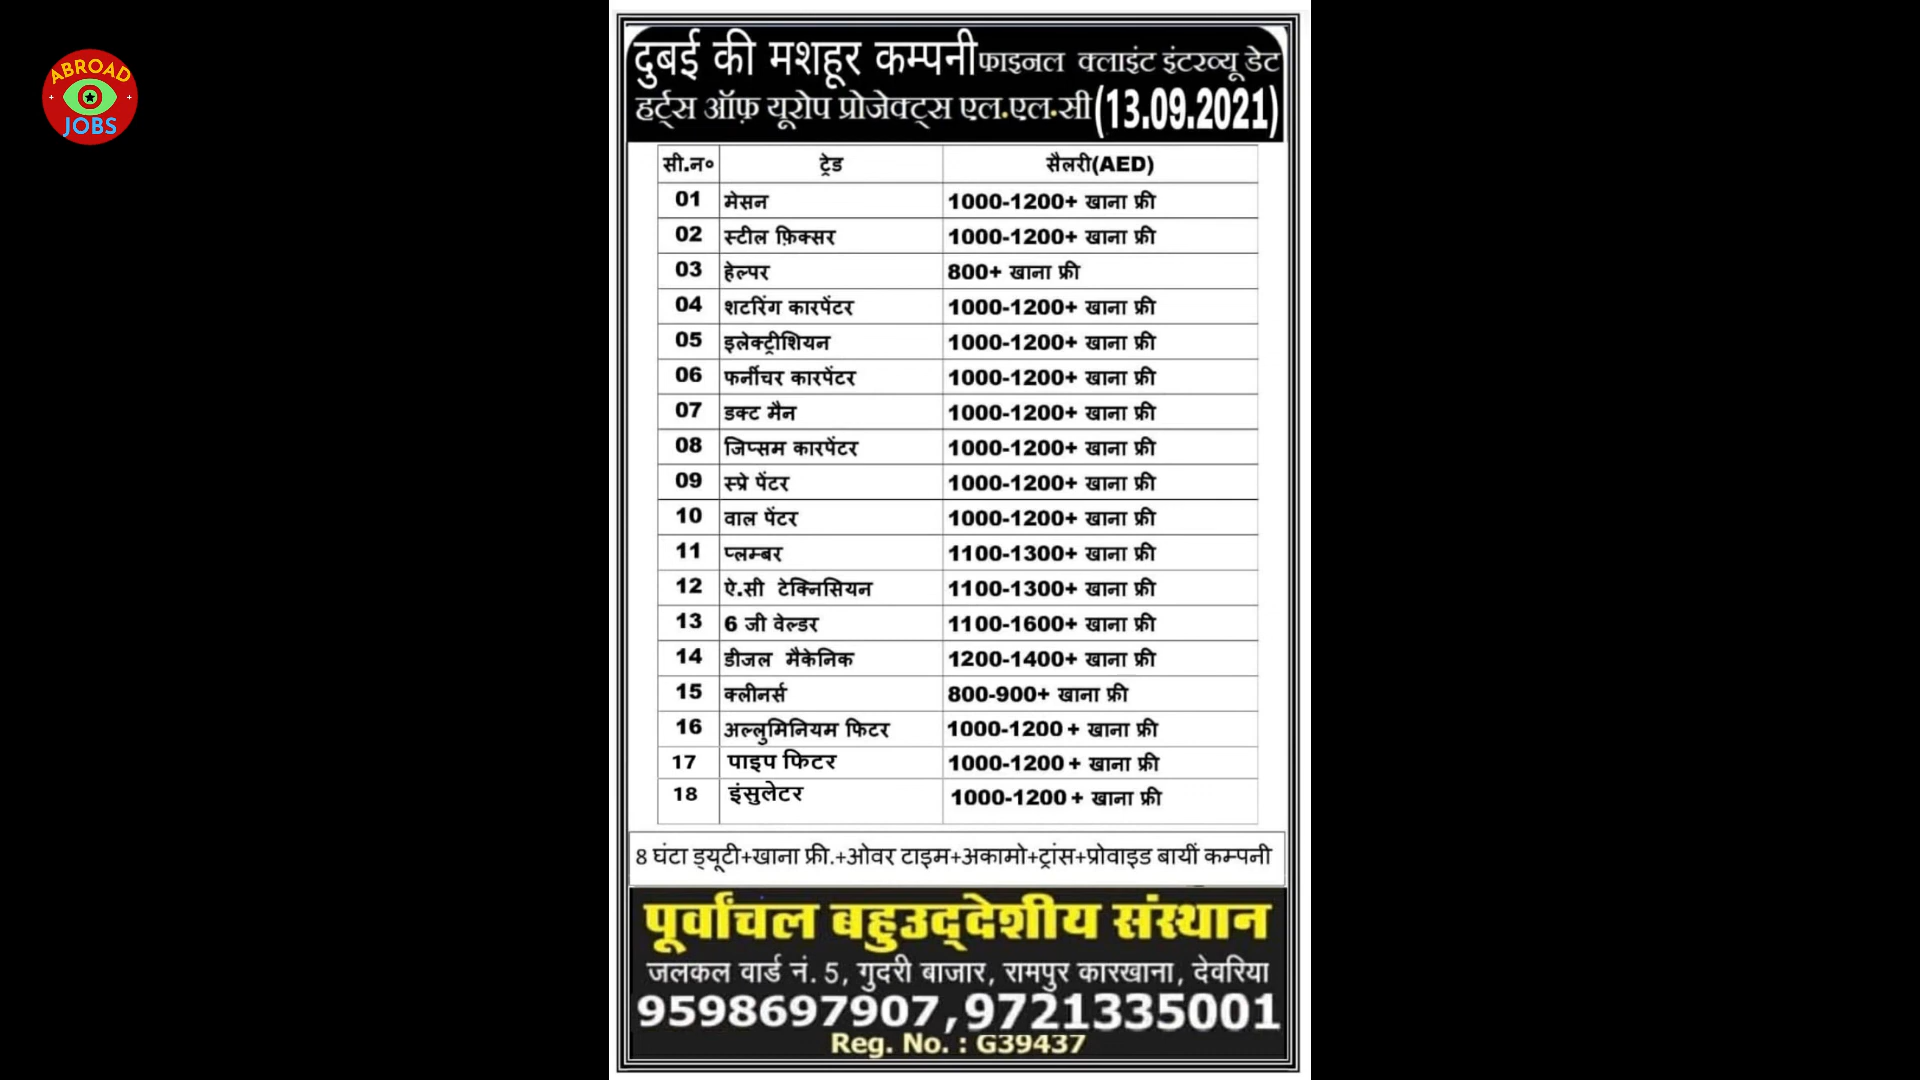 ABROAD
JOBS
दुबई की मशहूर कम्पनी फाइनल क्लाइंट इंटरव्यू डेट
हर्ट्स ऑफ़ यूरोप प्रोजेक्ट्स एल.एल.सी (13.09.2021)
सी.न० ट्रेड सैलरी(AED)
01 मेसन 1000-1200+ खाना फ्री
02 स्टील फ़िक्सर 1000-1200+ खाना फ्री
03 हेल्पर 800+ खाना फ्री
04 शटरिंग कारपेंटर 1000-1200+ खाना फ्री
05 इलेक्ट्रीशियन 1000-1200+ खाना फ्री
06 फर्नीचर कारपेंटर 1000-1200+ खाना फ्री
07 डक्ट मैन 1000-1200+ खाना फ्री
08 जिप्सम कारपेंटर 1000-1200+ खाना फ्री
09 स्प्रे पेंटर 1000-1200+ खाना फ्री
10 वाल पेंटर 1000-1200+ खाना फ्री
11 प्लम्बर 1100-1300+ खाना फ्री
12 ऐ.सी टेक्निसियन 1100-1300+ खाना फ्री
13 6 जी वेल्डर 1100-1600+ खाना फ्री
14 डीजल मैकेनिक 1200-1400+ खाना फ्री
15 क्लीनर्स 800-900+ खाना फ्री
16 अल्लुमिनियम फिटर 1000-1200 + खाना फ्री
17 पाइप फिटर 1000-1200 + खाना फ्री
18 इंसुलेटर 1000-1200 + खाना फ्री
8 घंटा ड्यूटी+खाना फ्री.+ओवर टाइम+अकामो+ट्रांस+प्रोवाइड बायीं कम्पनी
पूर्वांचल बहुउद्देशीय संस्थान
जलकल वार्ड नं. 5, गुदरी बाजार, रामपुर कारखाना, देवरिया
9598697907, 9721335001
Reg. No. : G39437